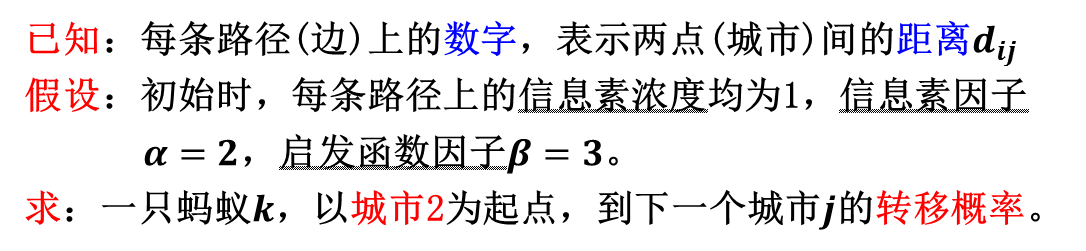 已知：每条路径(边)上的数字，表示两点(城市)间的距离𝒅𝒊𝒋
假设：初始时，每条路径上的信息素浓度均为1，信息素因子
𝜶 = 𝟐，启发函数因子𝜷 = 𝟑。
求：一只蚂蚁𝒌，以城市2为起点，到下一个城市𝒋的转移概率。